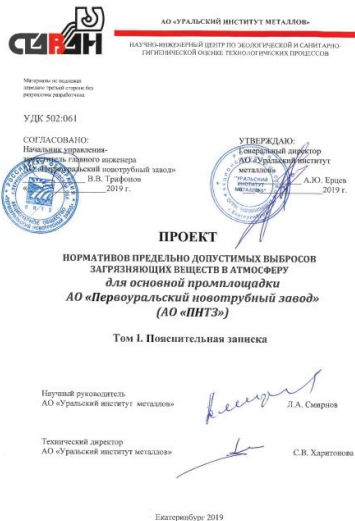 АО «УРАЛЬСКИЙ ИНСТИТУТ МЕТАЛЛОВ»
НАУЧНО-ИНЖЕНЕРНЫЙ ЦЕНТР ПО ЭКОЛОГИЧЕСКОЙ И САНИТАРНО-
ГИГИЕНИЧЕСКОЙ ОЦЕНКЕ ТЕХНОЛОГИЧЕСКИХ ПРОЦЕССОВ
Материалы не подлежат
передаче третьей стороне без
разрешения разработчика
УДК 502:061
СОГЛАСОВАНО:
Начальник управления-
заместитель главного инженера
АО «Первоуральский новотрубный завод»
В.В. Трифонов
2019 г.
УТВЕРЖДАЮ:
Генеральный директор
АО «Уральский институт
металлов»
А.Ю. Ерцев
2019 г.
УРАЛЬСКИЙ
ИНСТИТУТ
МЕТАЛЛОВ
ПРОЕКТ
НОРМАТИВОВ ПРЕДЕЛЬНО ДОПУСТИМЫХ ВЫБРОСОВ
ЗАГРЯЗНЯЮЩИХ ВЕЩЕСТВ В АТМОСФЕРУ
для основной промплощадки
АО «Первоуральский новотрубный завод»
(АО «ПНТЗ»)
Том I. Пояснительная записка
Научный руководитель
АО «Уральский институт металлов»
Л.А. Смирнов
Технический директор
АО «Уральский институт металлов»
С.В. Харитонова
Екатеринбург 2019